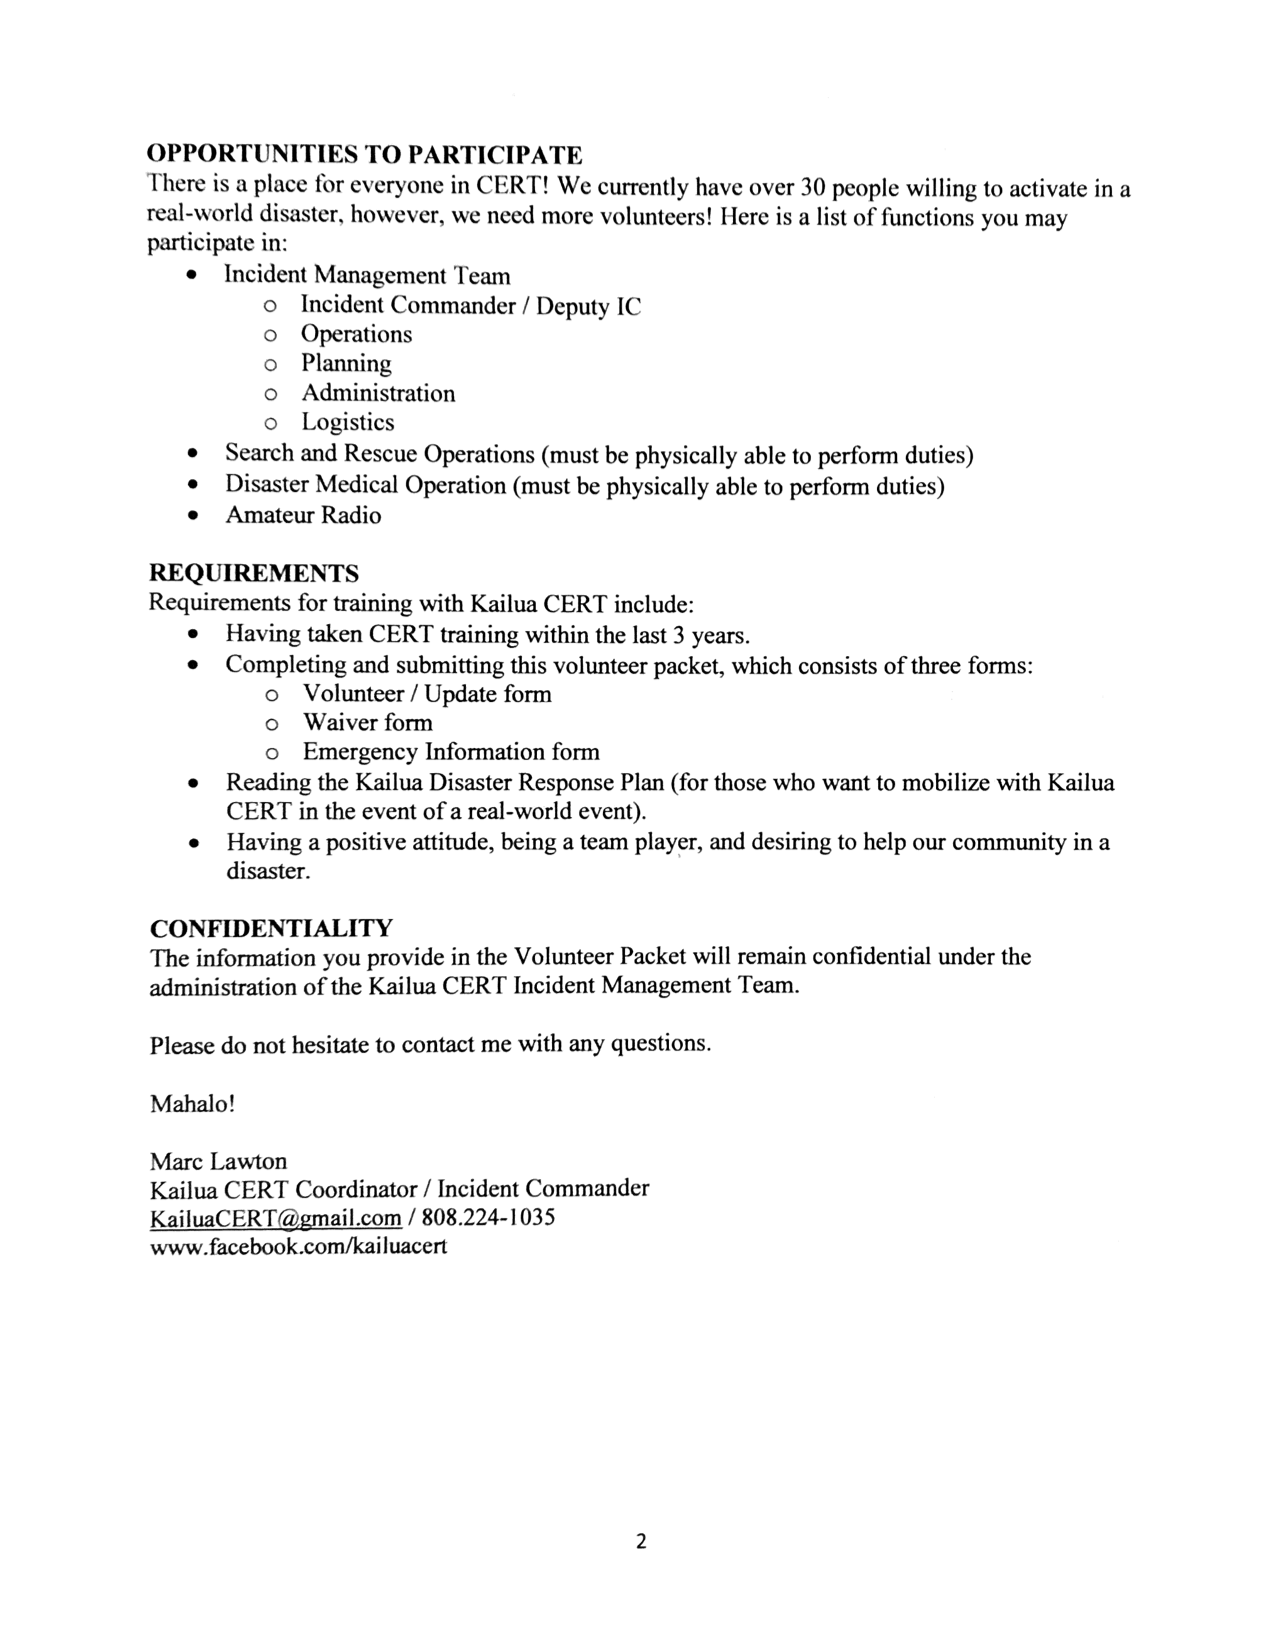 OPPORTUNITIES TO PARTICIPATE
There is a place for everyone in CERT! We currently have over 30 people willing to activate in a
real-world disaster, however, we need more volunteers! Here is a list of functions you may
participate in:
• Incident Management Team
o Incident Commander / Deputy IC
o Operations
o Planning
o Administration
o Logistics
• Search and Rescue Operations (must be physically able to perform duties)
• Disaster Medical Operation (must be physically able to perform duties)
• Amateur Radio
REQUIREMENTS
Requirements for training with Kailua CERT include:
• Having taken CERT training within the last 3 years.
• Completing and submitting this volunteer packet, which consists of three forms:
o Volunteer / Update form
o Waiver form
o Emergency Information form
• Reading the Kailua Disaster Response Plan (for those who want to mobilize with Kailua
CERT in the event of a real-world event).
• Having a positive attitude, being a team player, and desiring to help our community in a
disaster.
CONFIDENTIALITY
The information you provide in the Volunteer Packet will remain confidential under the
administration of the Kailua CERT Incident Management Team.
Please do not hesitate to contact me with any questions.
Mahalo!
Marc Lawton
Kailua CERT Coordinator / Incident Commander
KailuaCERT@gmail.com / 808.224-1035
www.facebook.com/kailuacert
2